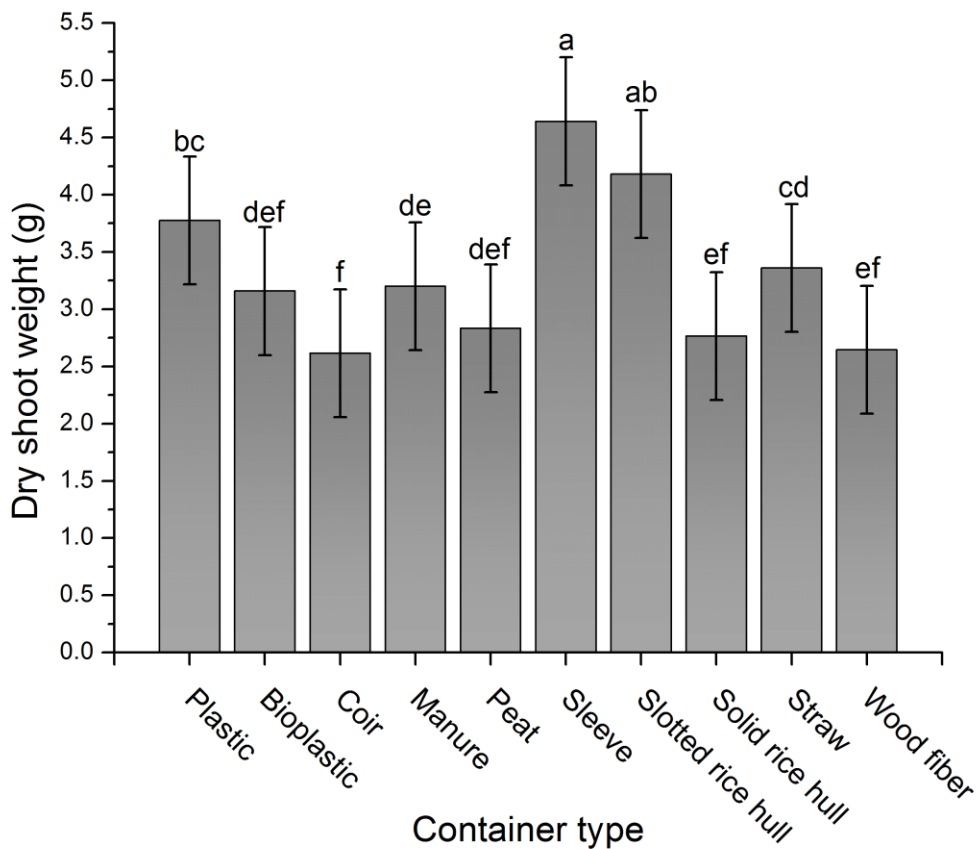 Dry shoot weight (g)
5.5
5.0
4.5
4.0
3.5
3.0
2.5
2.0
1.5
1.0
0.5
0.0
bc
def
f
de
def
a
ab
ef
cd
ef
Plastic
Bioplastic
Coir
Manure
Peat
Sleeve
Slotted rice hull
Solid rice hull
Straw
Wood fiber
Container type